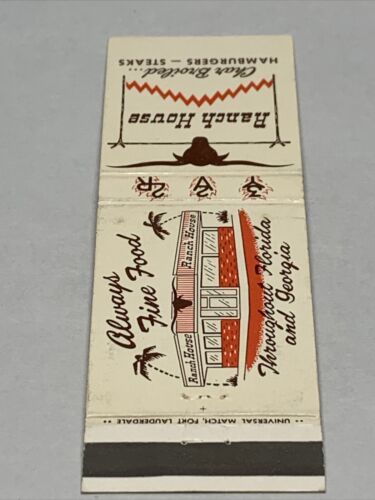 HAMBURGERS — STEAKS
Char Broiled...
Ranch House
Always
Fine Food
Ranch House
Ranch House
Throughout Florida
and Georgia
•• UNIVERSAL MATCH, FORT LAUDERDALE ••